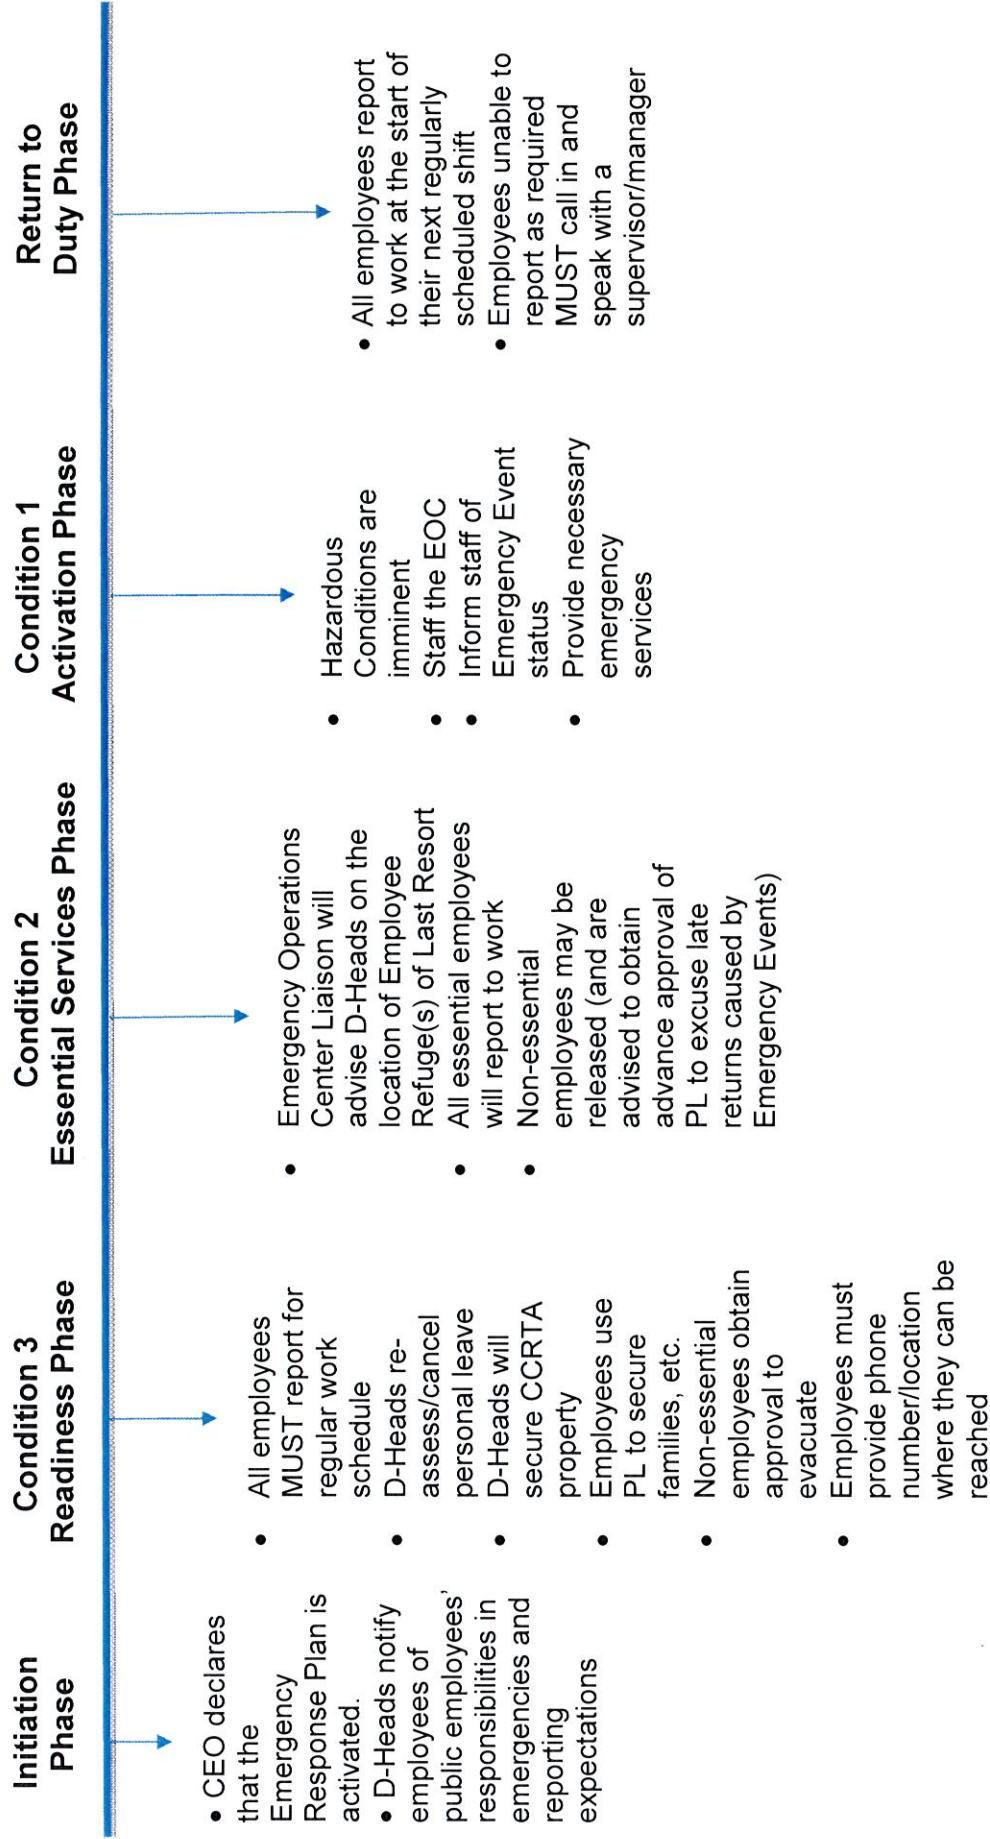 Initiation
Phase
• CEO declares
that the
Emergency
Response Plan is
activated.
• D-Heads notify
employees of
public employees'
responsibilities in
emergencies and
reporting
expectations
Condition 3
Readiness Phase
• All employees
MUST report for
regular work
schedule
• D-Heads re-
assess/cancel
personal leave
• D-Heads will
secure CCRTA
property
• Employees use
PL to secure
families, etc.
• Non-essential
employees obtain
approval to
evacuate
• Employees must
provide phone
number/location
where they can be
reached
Condition 2
Essential Services Phase
• Emergency Operations
Center Liaison will
advise D-Heads on the
location of Employee
Refuge(s) of Last Resort
• All essential employees
will report to work
• Non-essential
employees may be
released (and are
advised to obtain
advance approval of
PL to excuse late
returns caused by
Emergency Events)
Condition 1
Activation Phase
• Hazardous
Conditions are
imminent
• Staff the EOC
• Inform staff of
Emergency Event
status
• Provide necessary
emergency
services
Return to
Duty Phase
• All employees report
to work at the start of
their next regularly
scheduled shift
• Employees unable to
report as required
MUST call in and
speak with a
supervisor/manager